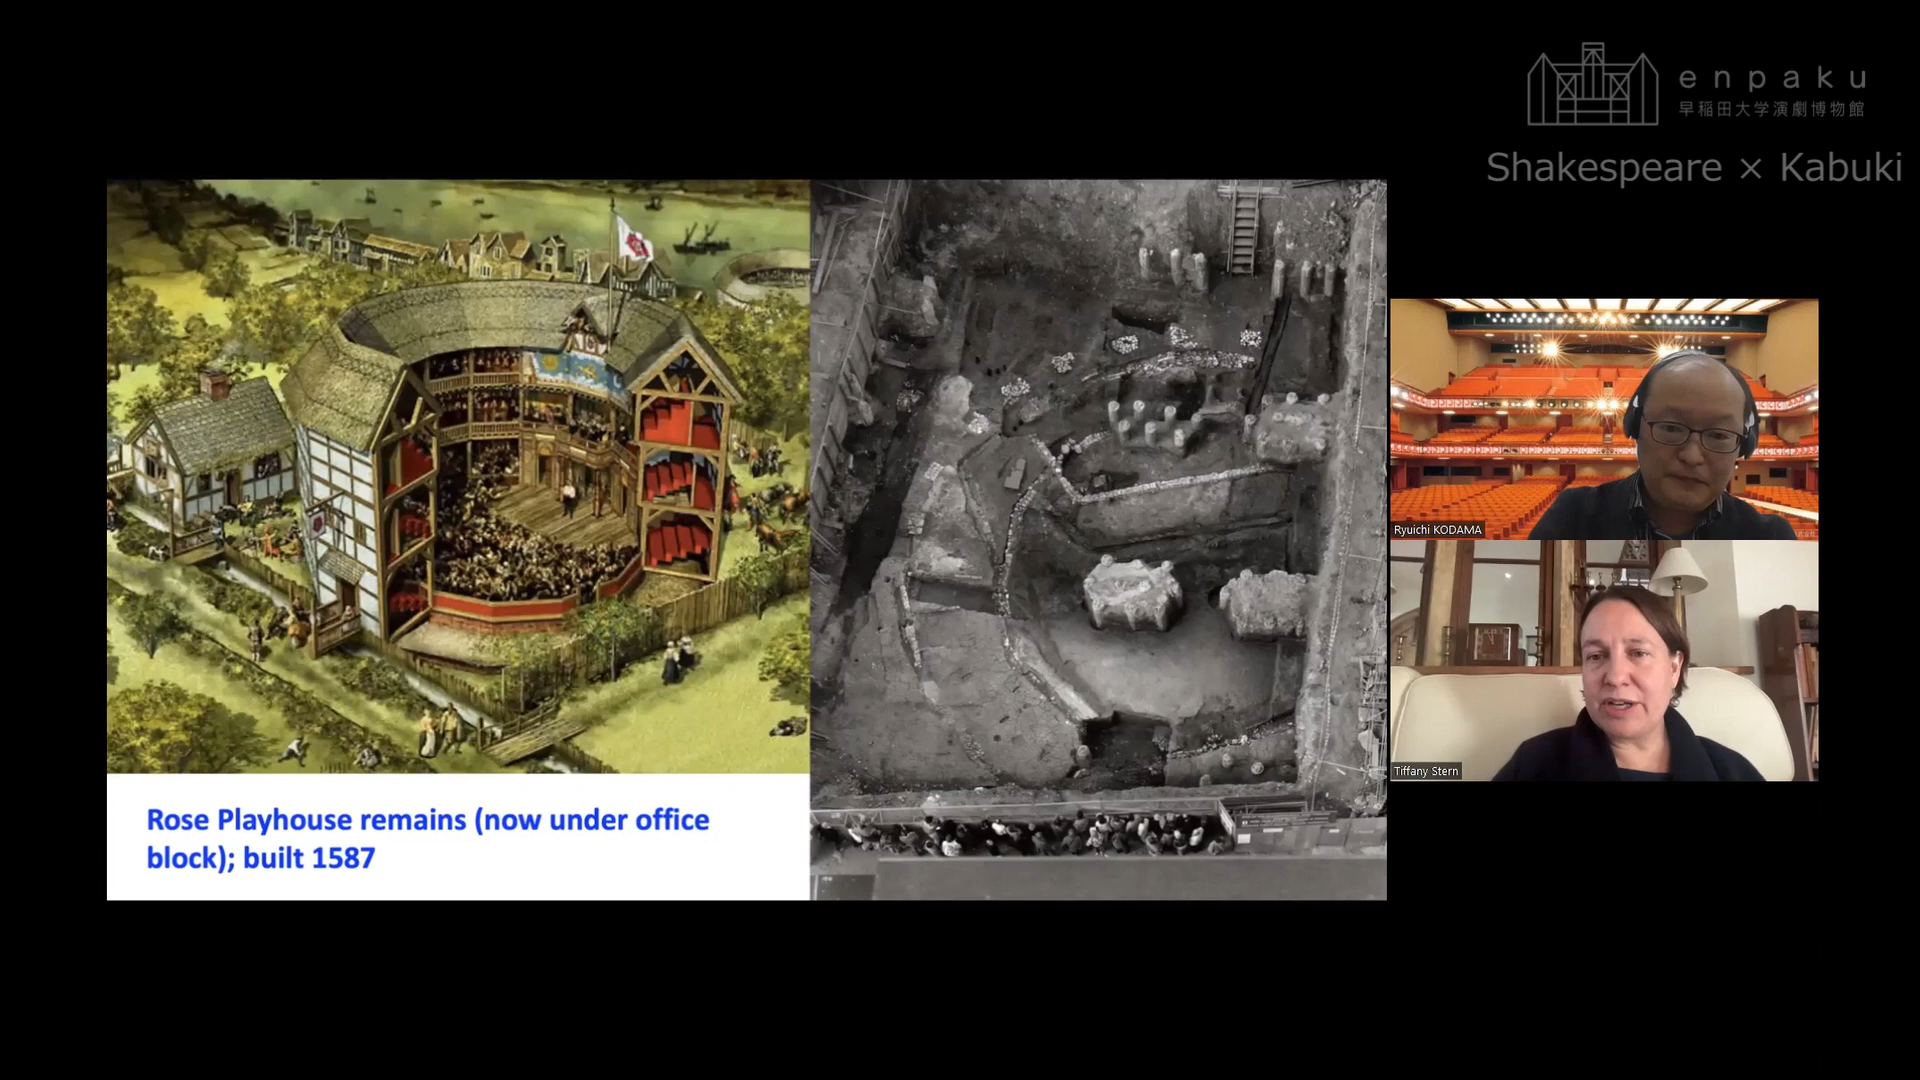 enpaku
早稲田大学演劇博物館
Shakespeare × Kabuki
Rose Playhouse remains (now under office
block); built 1587
Ryuichi KODAMA
Tiffany Stern